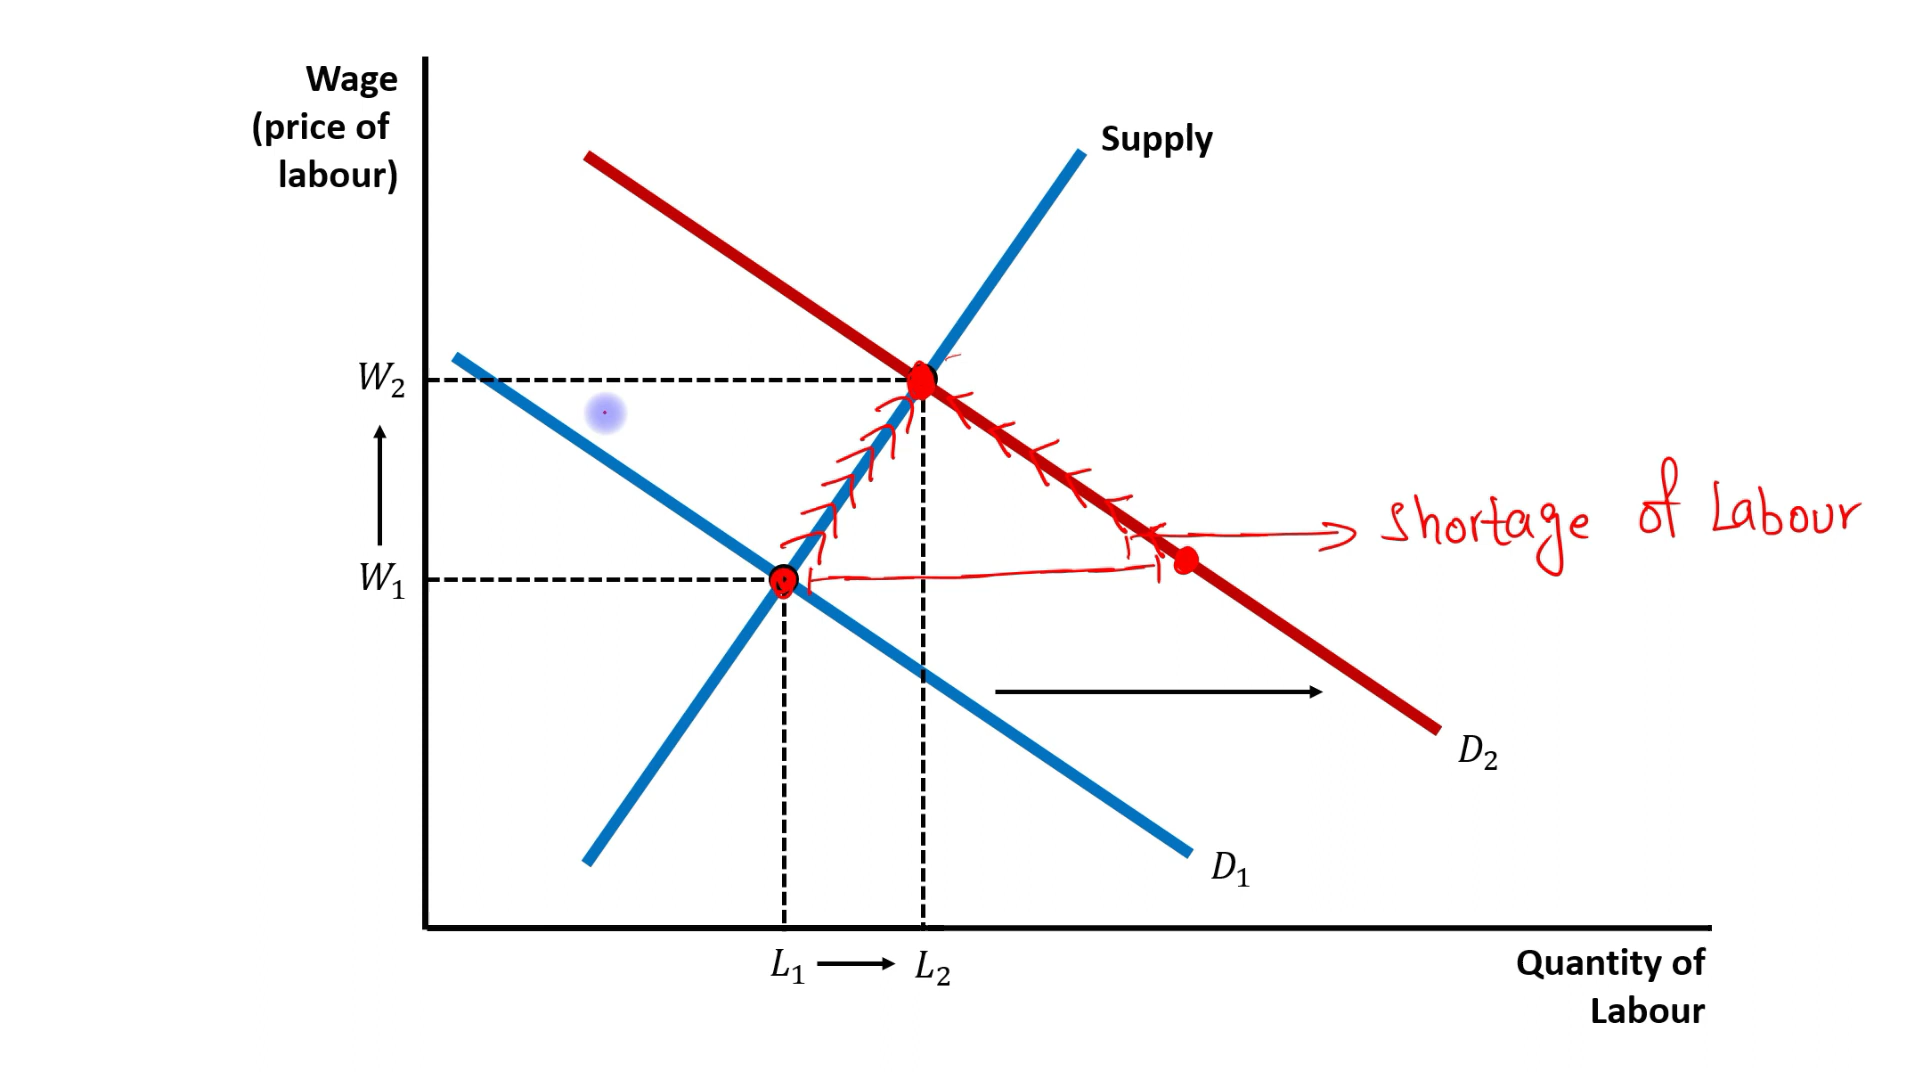 Wage
(price of
labour)
Supply
W₂
W₁
Shortage of Labour
D₂
D₁
L₁
L₂
Quantity of
Labour